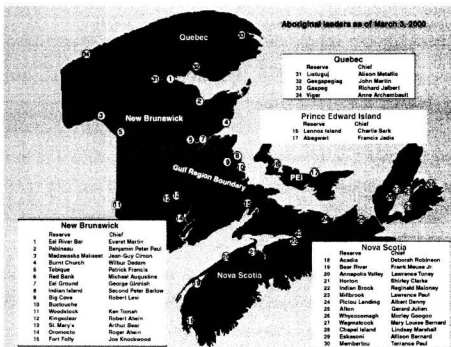 Aboriginal leaders as of March 3, 2000
Quebec
Quebec
Reserve Chief
31 Listuguj Alison Metallic
32 Gesgapegiag John Martin
33 Gaspeg Richard Jalbert
34 Viger Anne Archambault
New Brunswick
Prince Edward Island
Reserve Chief
16 Lennox Island Charlie Sark
17 Abegweit Francis Jadis
Gulf Region Boundary
PEI
Nova Scotia
New Brunswick
Reserve Chief
1 Eel River Bar Everet Martin
2 Pabineau Benjamin Peter Paul
3 Madawaska Maliseet Jean-Guy Cimon
4 Burnt Church Wilbur Dedam
5 Tobique Patrick Francis
6 Red Bank Michael Augustine
7 Eel Ground George Ginnish
8 Indian Island Second Peter Barlow
9 Big Cove Robert Levi
10 Buctouche
11 Woodstock Ken Tomah
12 Kingsclear Robert Atwin
13 St. Mary's Arthur Bear
14 Oromocto Roger Atwin
15 Fort Folly Joe Knockwood
Nova Scotia
Reserve Chief
18 Acadia Deborah Robinson
19 Bear River Frank Meuse Jr.
20 Annapolis Valley Lawrence Toney
21 Horton Shirley Clarke
22 Indian Brook Reginald Maloney
23 Millbrook Lawrence Paul
24 Pictou Landing Albert Denny
25 Afton Gerard Julien
26 Whycocomagh Morley Googoo
27 Wagmatcook Mary Louise Bernard
28 Chapel Island Lindsey Marshall
29 Eskasoni Allison Bernard
30 Membertou Terrance Paul